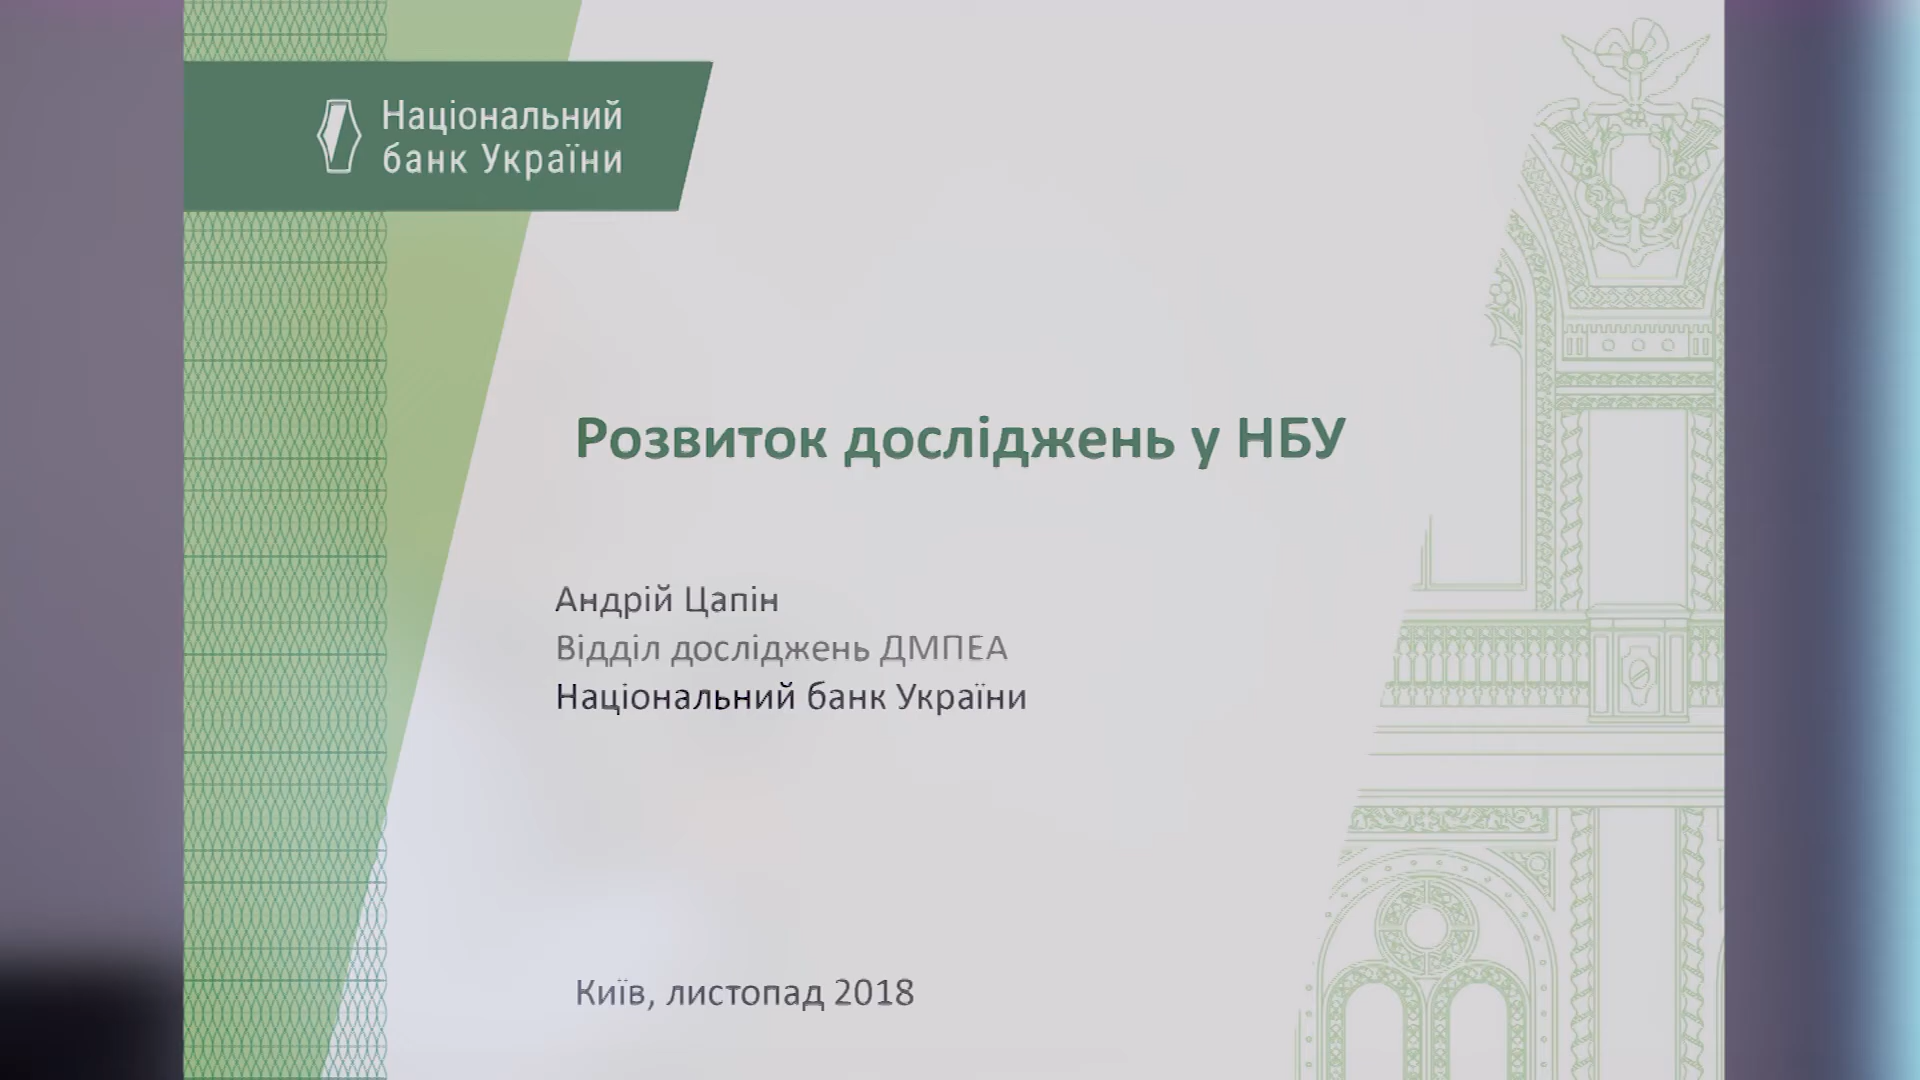 Національний
банк України
Розвиток досліджень у НБУ
Андрій Цапін
Відділ досліджень ДМПЕА
Національний банк України
Київ, листопад 2018